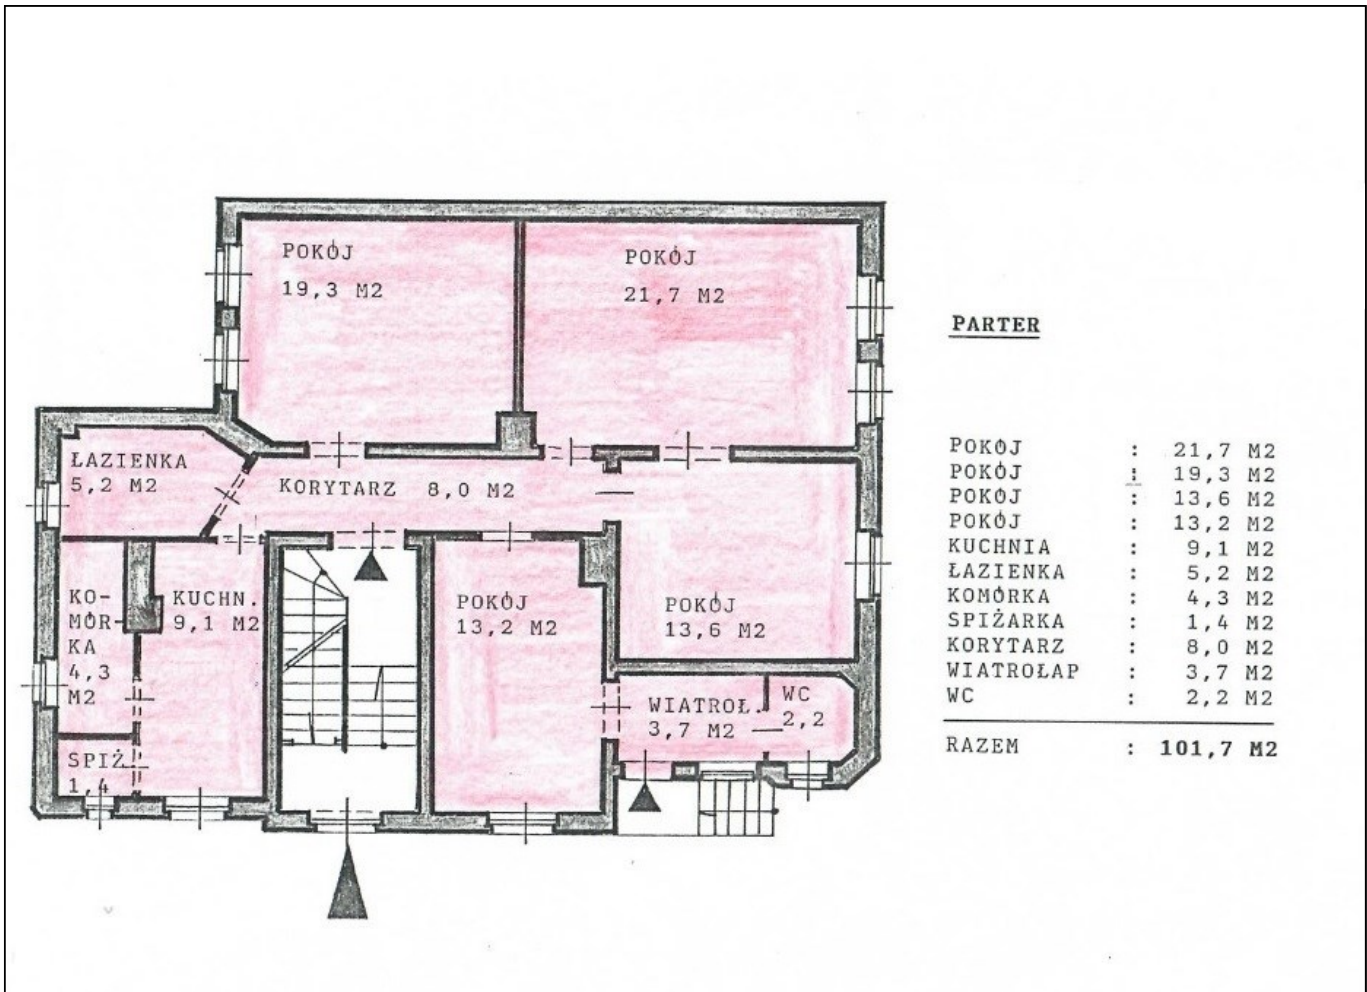 POKÓJ
19,3 M2
POKÓJ
21,7 M2
ŁAZIENKA
5,2 M2
KORYTARZ 8,0 M2
KO-
MÓR-
KA
4,3
M2
KUCHN.
9,1 M2
SPIŻ.
1,4
POKÓJ
13,2 M2
POKÓJ
13,6 M2
WIATROŁ.
3,7 M2
WC
2,2
PARTER
POKÓJ : 21,7 M2
POKÓJ : 19,3 M2
POKÓJ : 13,6 M2
POKÓJ : 13,2 M2
KUCHNIA : 9,1 M2
ŁAZIENKA : 5,2 M2
KOMÓRKA : 4,3 M2
SPIŻARKA : 1,4 M2
KORYTARZ : 8,0 M2
WIATROŁAP : 3,7 M2
WC : 2,2 M2
RAZEM : 101,7 M2